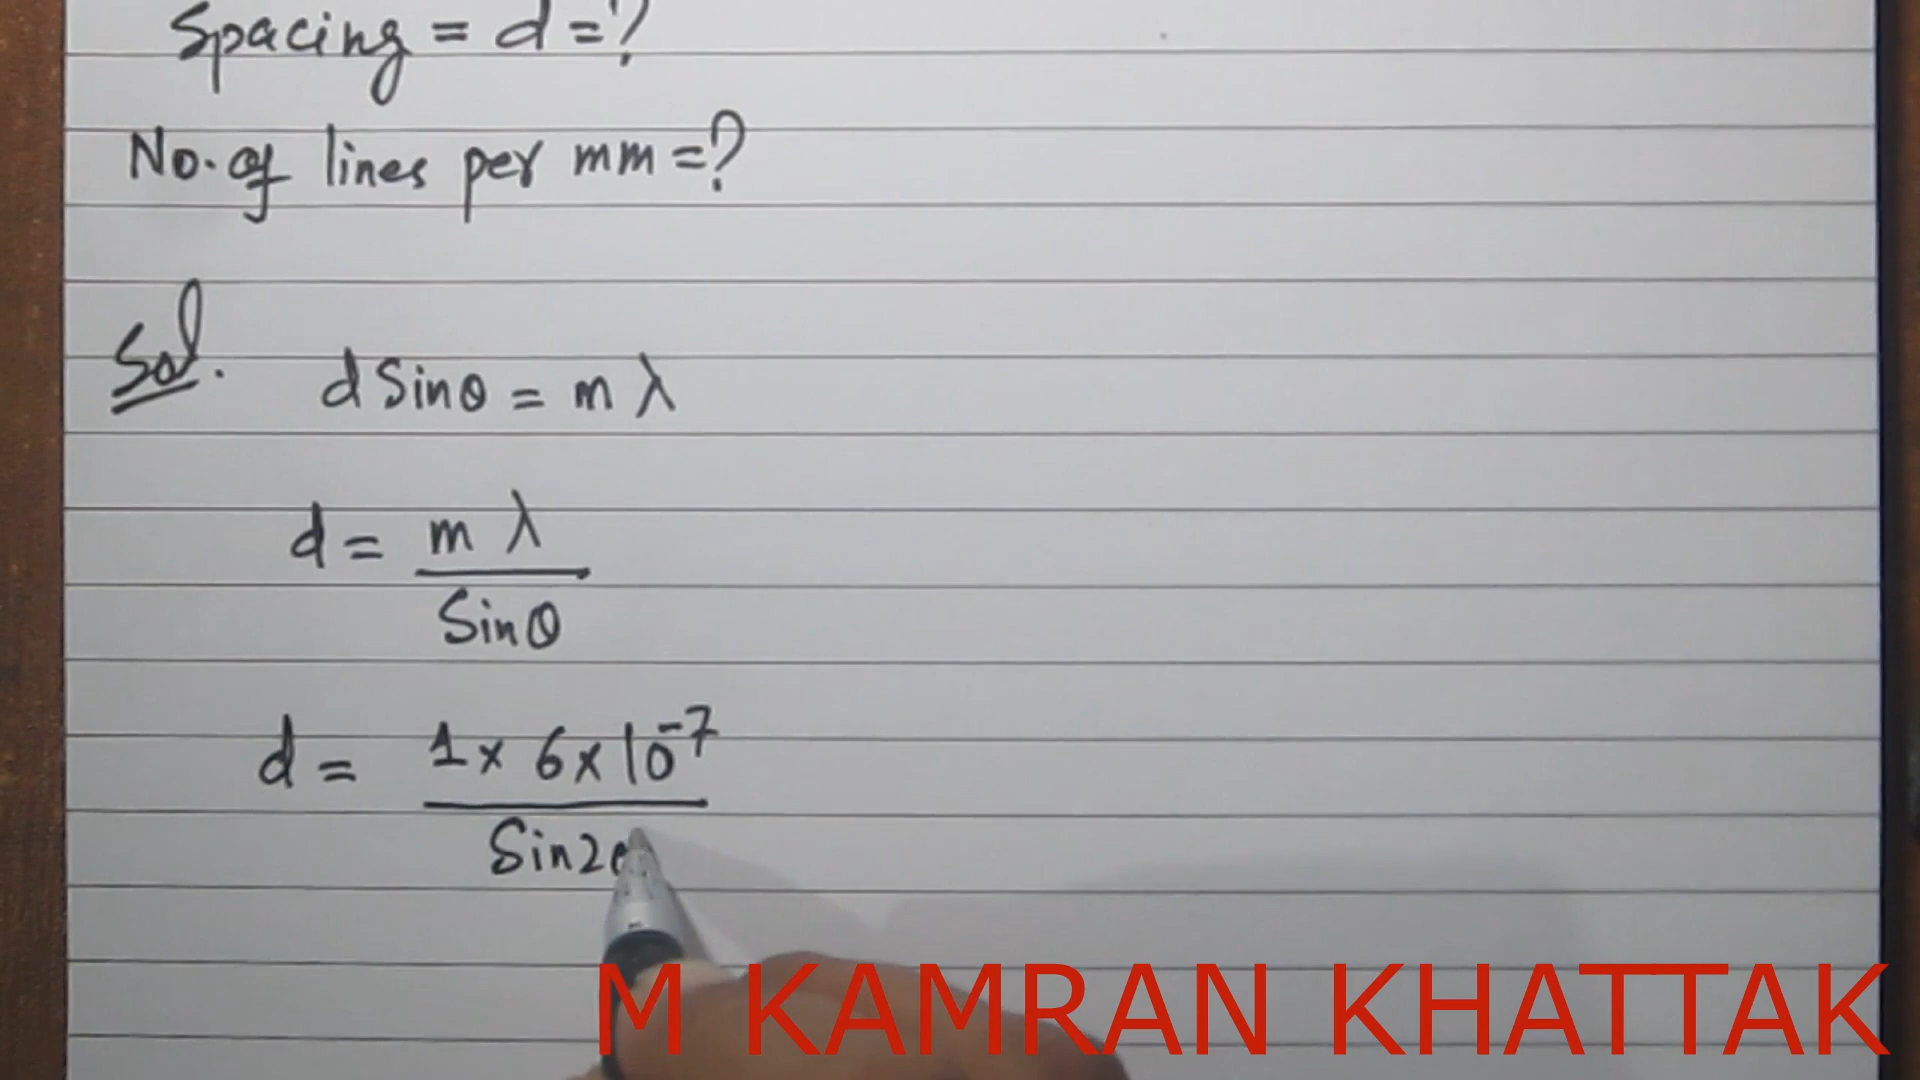 Spacing = d = ?
No. of lines per mm = ?
Sol. d Sinθ = m λ
d = m λ
Sinθ
d = 1 × 6 × 10⁻⁷
Sin2
M KAMRAN KHATTAK